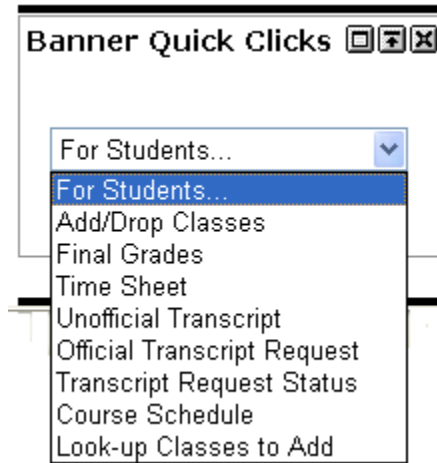 Banner Quick Clicks
For Students...
For Students...
Add/Drop Classes
Final Grades
Time Sheet
Unofficial Transcript
Official Transcript Request
Transcript Request Status
Course Schedule
Look-up Classes to Add